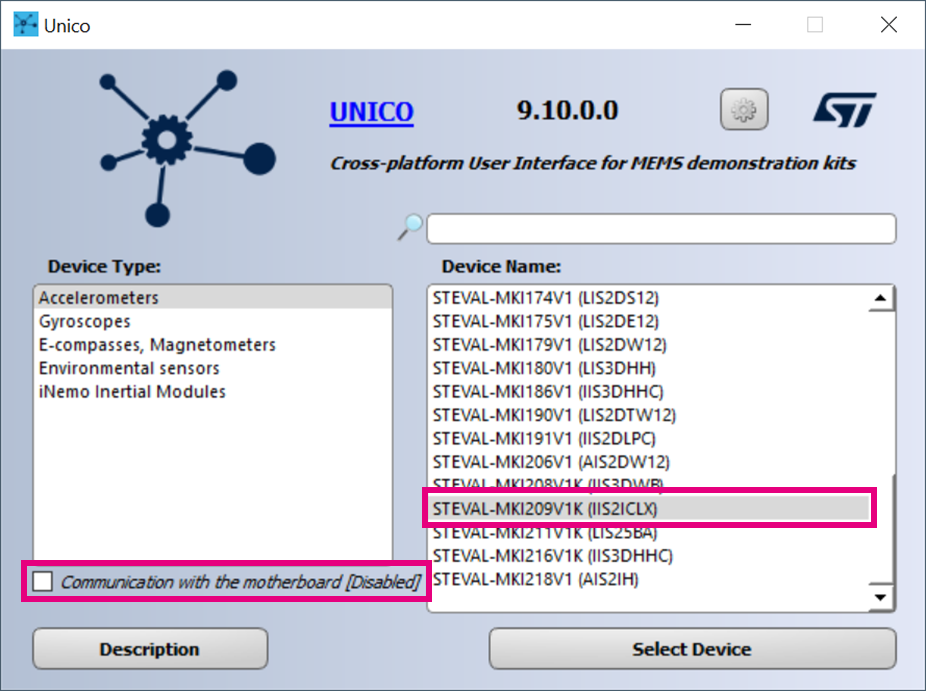 Unico
UNICO 9.10.0.0
ST
Cross-platform User Interface for MEMS demonstration kits
Device Type:
Accelerometers
Gyroscopes
E-compasses, Magnetometers
Environmental sensors
iNemo Inertial Modules
Communication with the motherboard [Disabled]
Description
Device Name:
STEVAL-MKI174V1 (LIS2DS12)
STEVAL-MKI175V1 (LIS2DE12)
STEVAL-MKI179V1 (LIS2DW12)
STEVAL-MKI180V1 (LIS3DHH)
STEVAL-MKI186V1 (IIS3DHHC)
STEVAL-MKI190V1 (LIS2DTW12)
STEVAL-MKI191V1 (IIS2DLPC)
STEVAL-MKI206V1 (AIS2DW12)
STEVAL-MKI208V1K (IIS3DWB)
STEVAL-MKI209V1K (IIS2ICLX)
STEVAL-MKI211V1K (LIS25BA)
STEVAL-MKI216V1K (IIS3DHHC)
STEVAL-MKI218V1 (AIS2IH)
Select Device